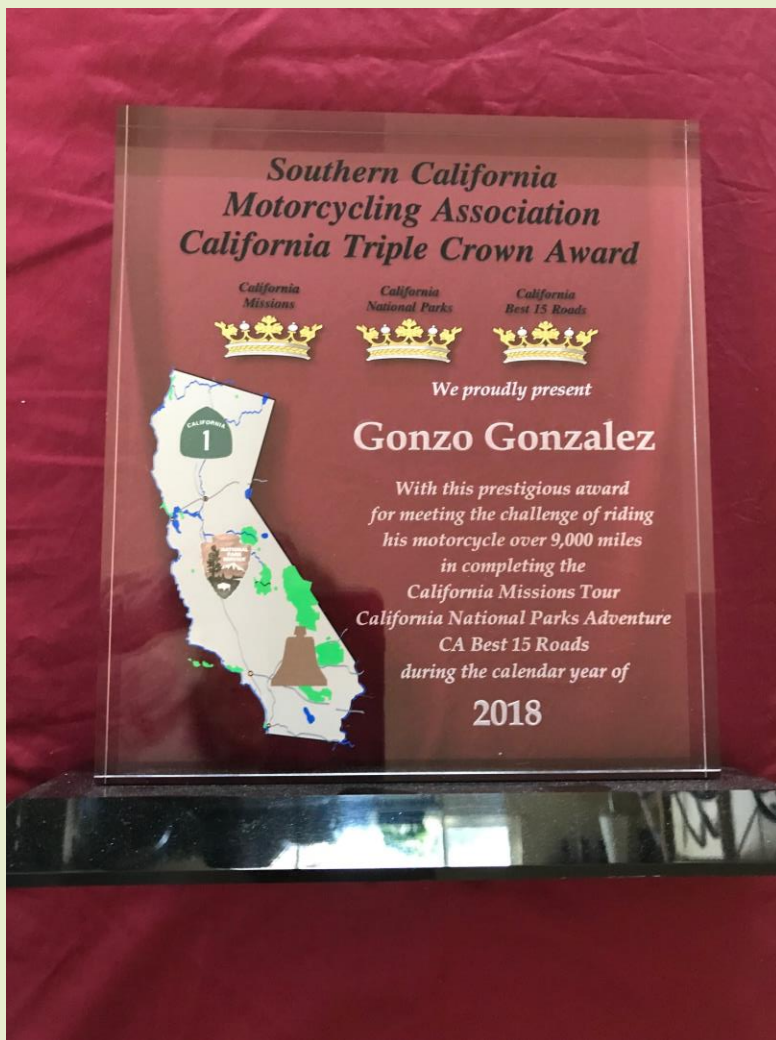 Southern California
Motorcycling Association
California Triple Crown Award
California
Missions
California
National Parks
California
Best 15 Roads
We proudly present
Gonzo Gonzalez
With this prestigious award
for meeting the challenge of riding
his motorcycle over 9,000 miles
in completing the
California Missions Tour
California National Parks Adventure
CA Best 15 Roads
during the calendar year of
2018
CALIFORNIA
1
NATIONAL
PARK